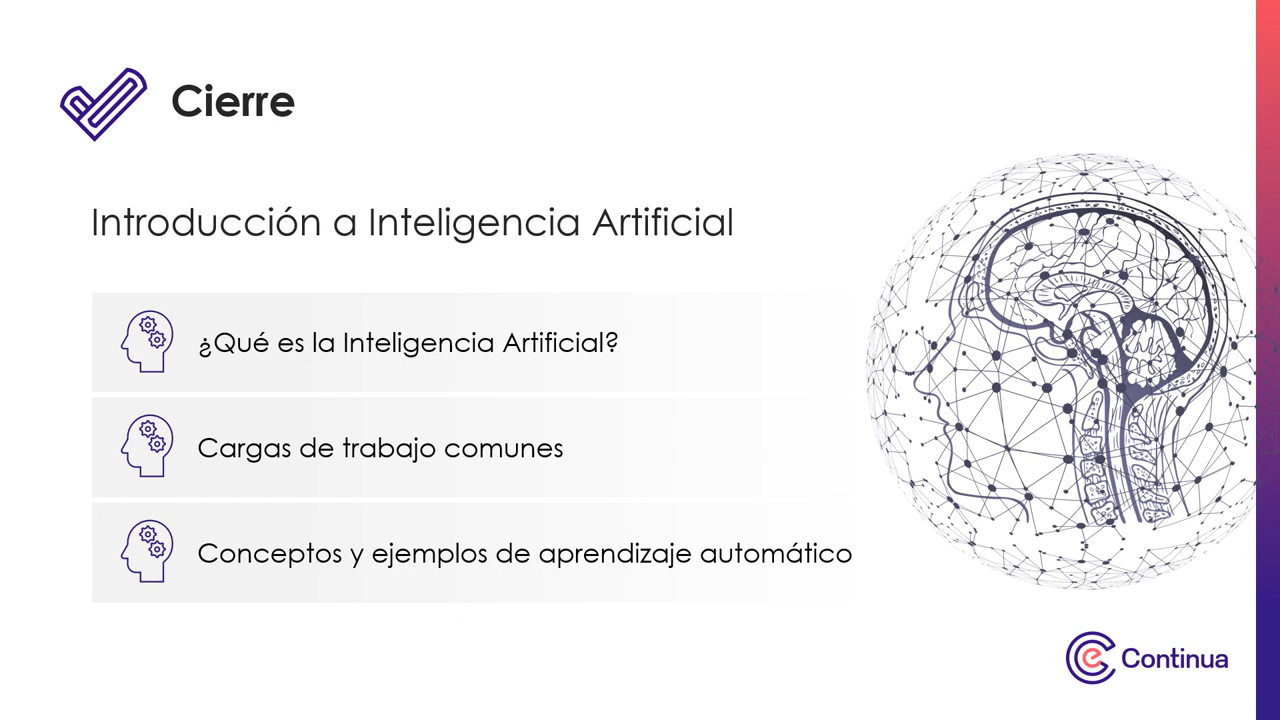 Cierre
Introducción a Inteligencia Artificial
¿Qué es la Inteligencia Artificial?
Cargas de trabajo comunes
Conceptos y ejemplos de aprendizaje automático
e Continua